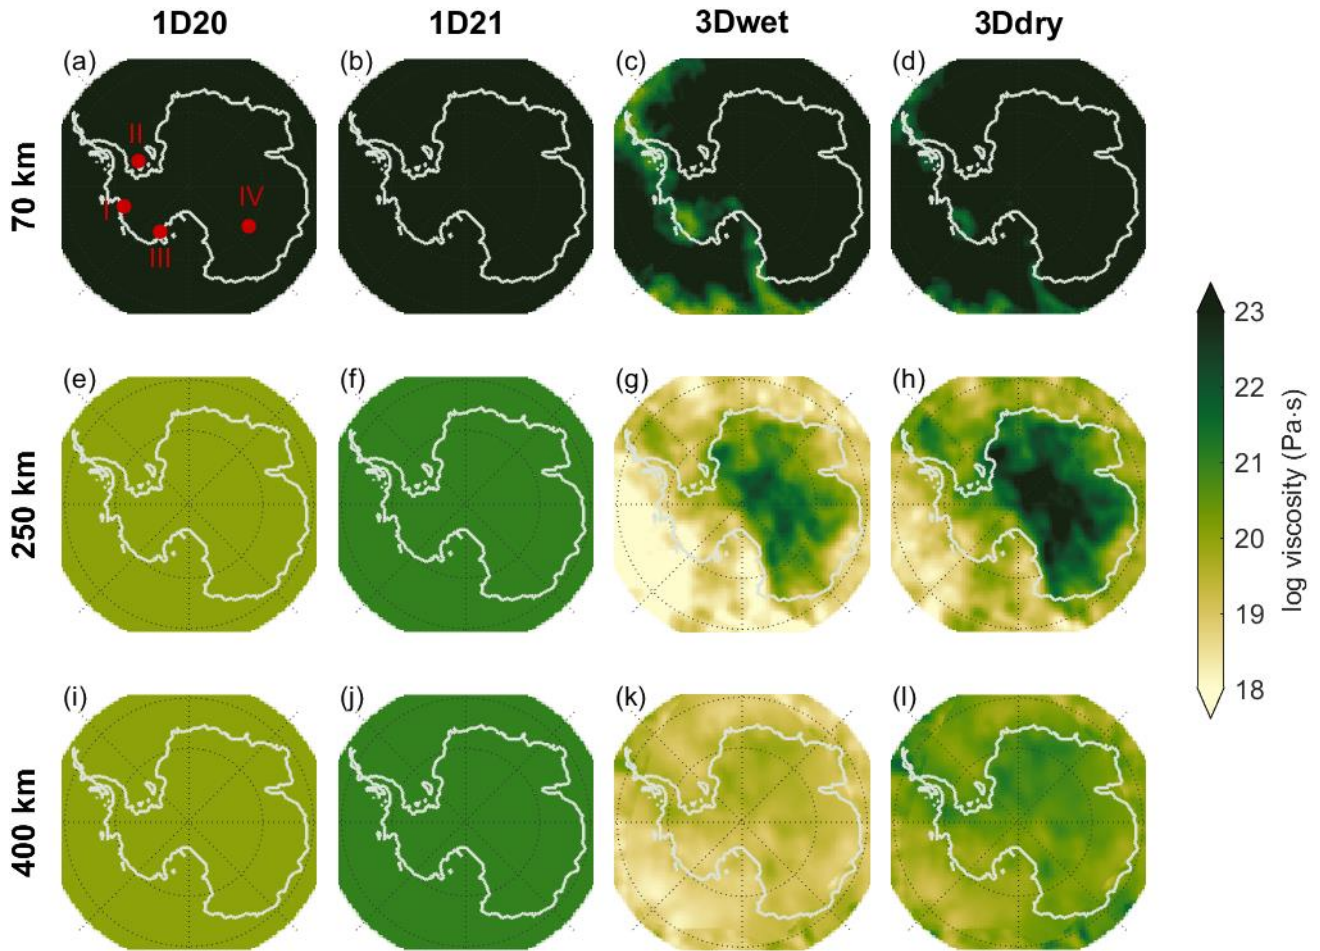 1D20 1D21 3Dwet 3Ddry
(a) (b) (c) (d)
70 km
II
I
IV
III
(e) (f) (g) (h)
250 km
(i) (j) (k) (l)
400 km
23
22
21
20
19
18
log viscosity (Pa·s)